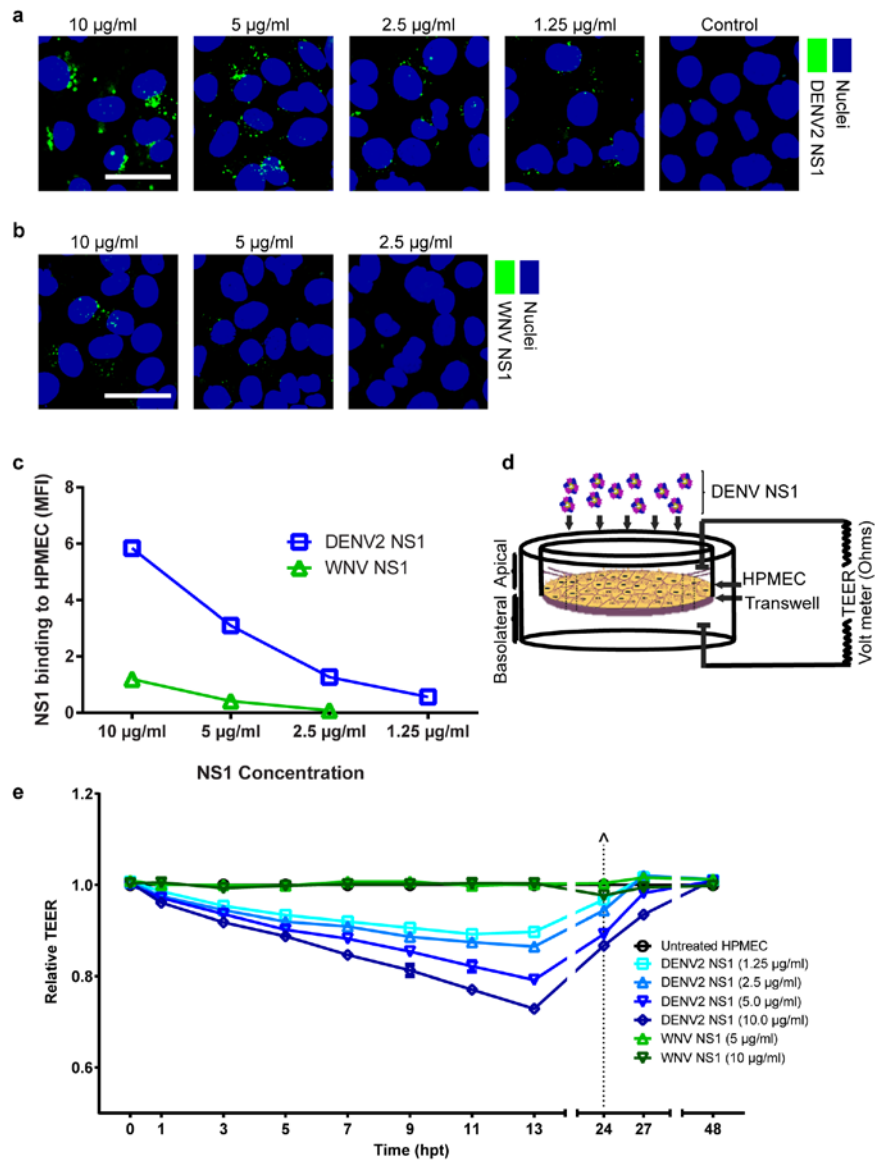 a
10 µg/ml 5 µg/ml 2.5 µg/ml 1.25 µg/ml Control
Nuclei
DENV2 NS1
b
10 µg/ml 5 µg/ml 2.5 µg/ml
Nuclei
WNV NS1
c
NS1 binding to HPMEC (MFI)
8
6
4
2
0
DENV2 NS1
WNV NS1
10 µg/ml 5 µg/ml 2.5 µg/ml 1.25 µg/ml
NS1 Concentration
d
DENV NS1
Apical
Basolateral
HPMEC
Transwell
TEER
Volt meter (Ohms)
e
Relative TEER
1.2
1.0
0.8
0.6
^
Untreated HPMEC
DENV2 NS1 (1.25 µg/ml)
DENV2 NS1 (2.5 µg/ml)
DENV2 NS1 (5.0 µg/ml)
DENV2 NS1 (10.0 µg/ml)
WNV NS1 (5 µg/ml)
WNV NS1 (10 µg/ml)
0 1 3 5 7 9 11 13 24 27 48
Time (hpt)